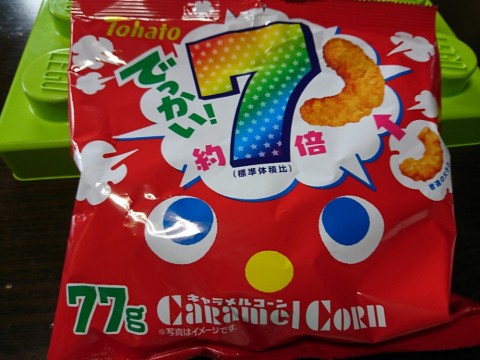 Tohato
でっかい!
約7倍
(標準体積比)
77g
キャラメルコーン
Caramel Corn
※写真はイメージです。